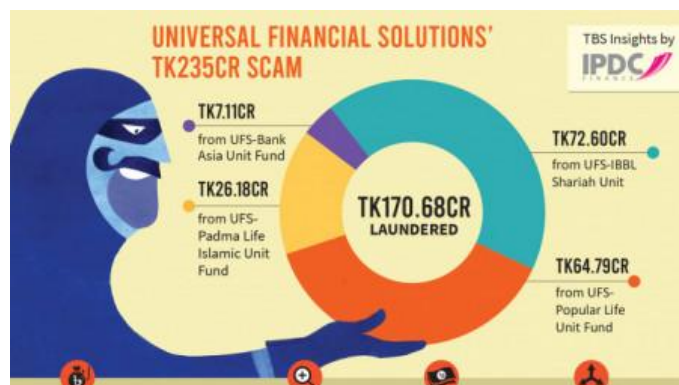 UNIVERSAL FINANCIAL SOLUTIONS'
TK235CR SCAM
TBS Insights by
IPDC
FINANCE
TK7.11CR
from UFS-Bank
Asia Unit Fund
TK26.18CR
from UFS-
Padma Life
Islamic Unit
Fund
TK170.68CR
LAUNDERED
TK72.60CR
from UFS-IBBL
Shariah Unit
TK64.79CR
from UFS-
Popular Life
Unit Fund